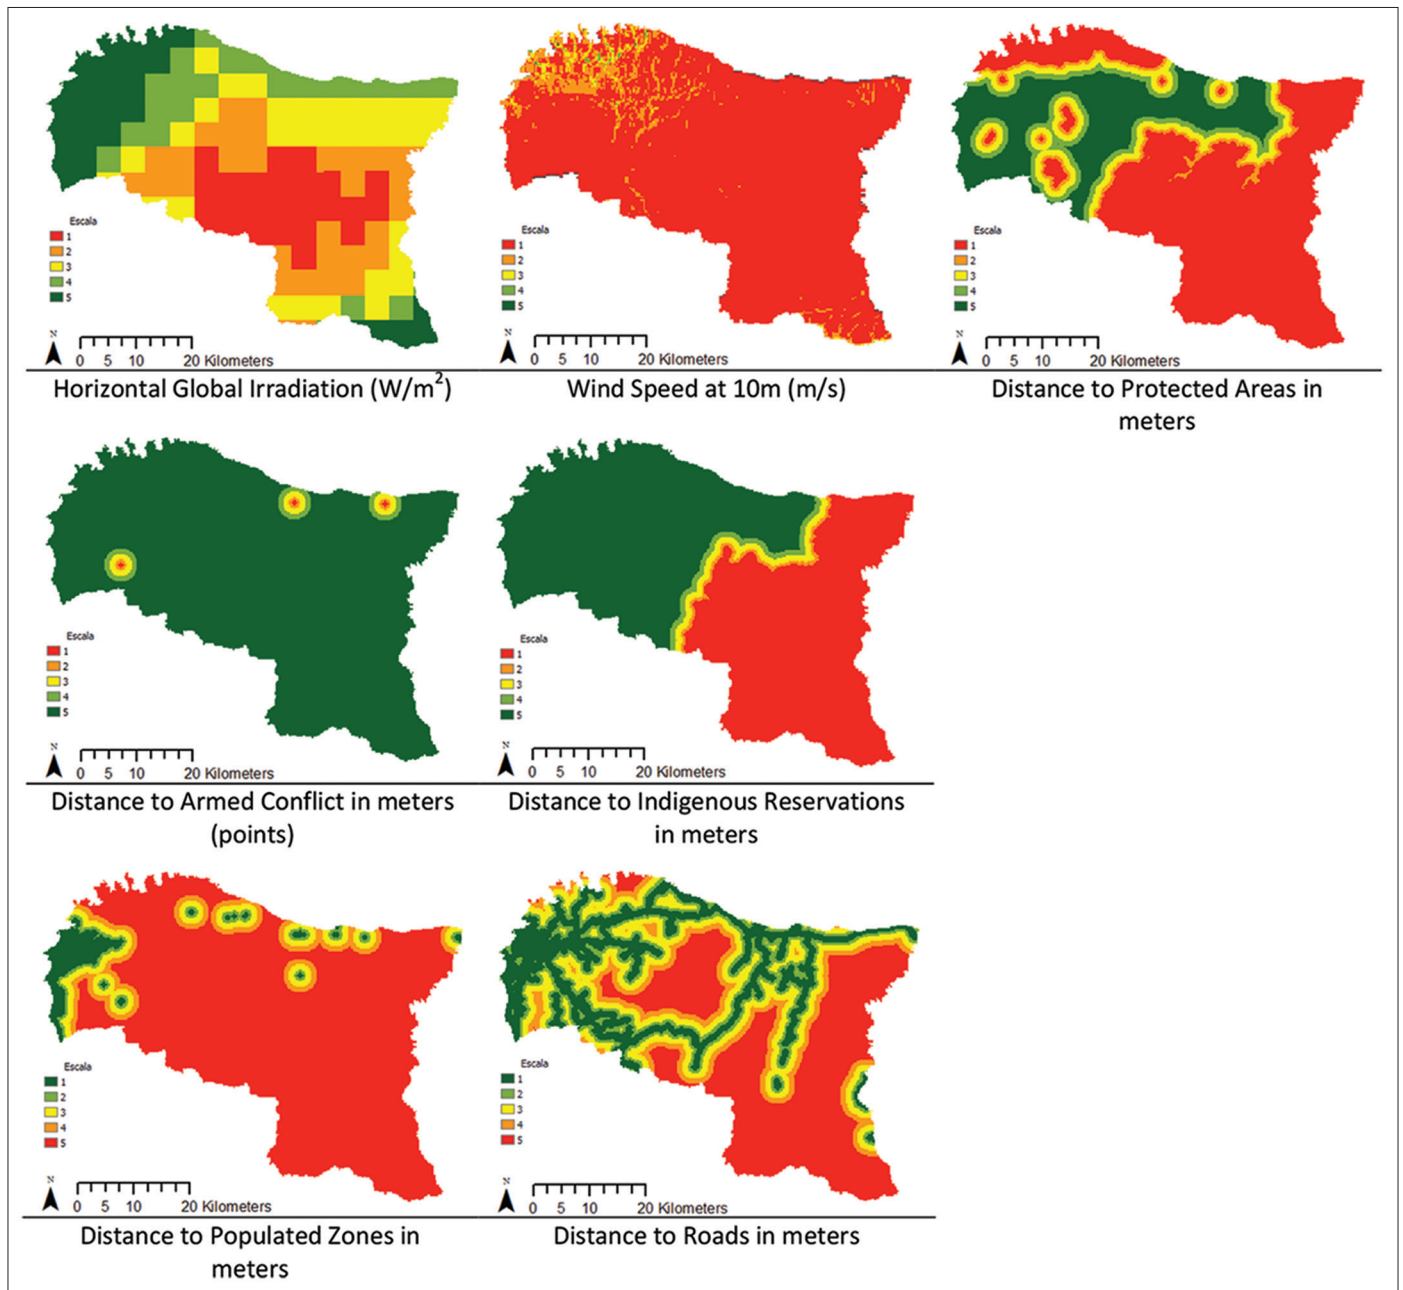 Escala
1
2
3
4
5
N
0 5 10 20 Kilometers
Horizontal Global Irradiation (W/m²)
Escala
1
2
3
4
5
N
0 5 10 20 Kilometers
Wind Speed at 10m (m/s)
Escala
1
2
3
4
5
N
0 5 10 20 Kilometers
Distance to Protected Areas in
meters
Escala
1
2
3
4
5
N
0 5 10 20 Kilometers
Distance to Armed Conflict in meters
(points)
Escala
1
2
3
4
5
N
0 5 10 20 Kilometers
Distance to Indigenous Reservations
in meters
Escala
1
2
3
4
5
N
0 5 10 20 Kilometers
Distance to Populated Zones in
meters
Escala
1
2
3
4
5
N
0 5 10 20 Kilometers
Distance to Roads in meters